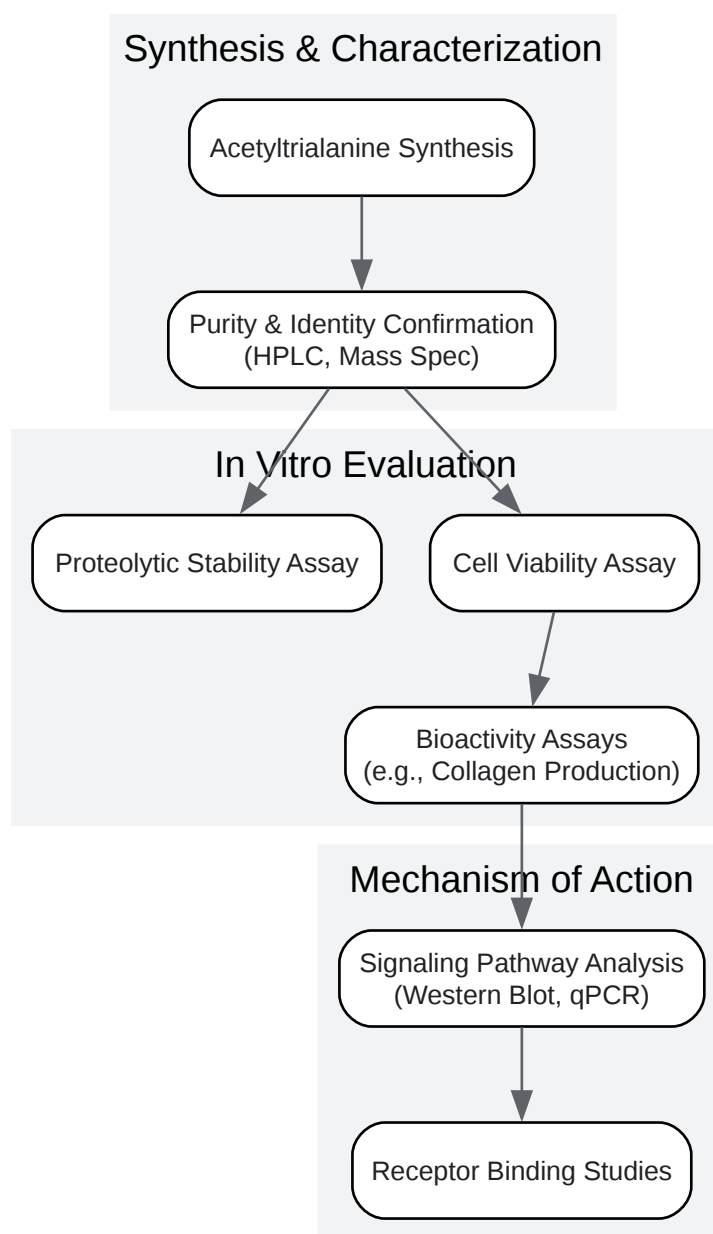 Synthesis & Characterization
Acetyltrialanine Synthesis
Purity & Identity Confirmation
(HPLC, Mass Spec)
In Vitro Evaluation
Proteolytic Stability Assay
Cell Viability Assay
Bioactivity Assays
(e.g., Collagen Production)
Mechanism of Action
Signaling Pathway Analysis
(Western Blot, qPCR)
Receptor Binding Studies